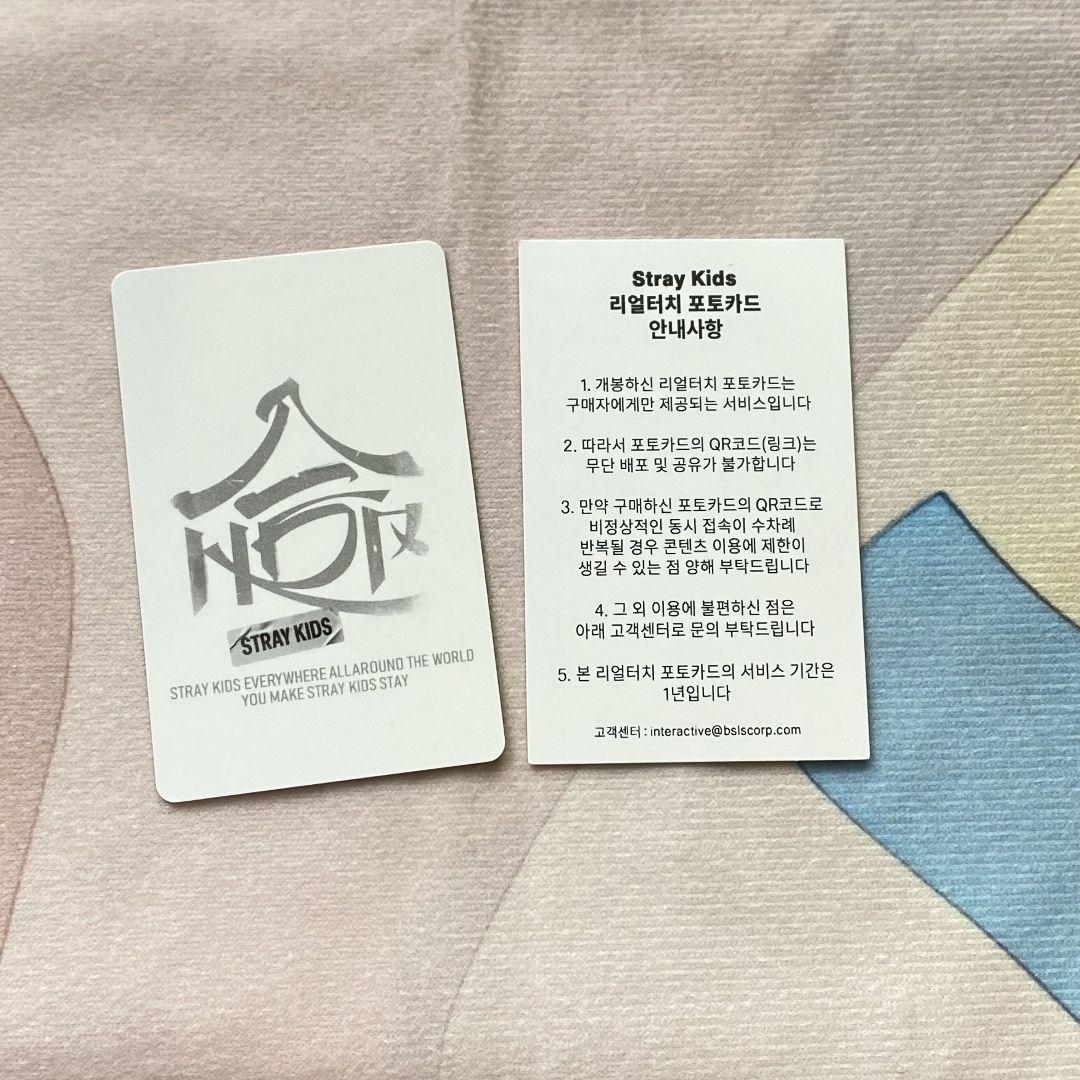 STRAY KIDS
STRAY KIDS EVERYWHERE ALLAROUND THE WORLD
YOU MAKE STRAY KIDS STAY
Stray Kids
리얼터치 포토카드
안내사항
1. 개봉하신 리얼터치 포토카드는
구매자에게만 제공되는 서비스입니다
2. 따라서 포토카드의 QR코드(링크)는
무단 배포 및 공유가 불가합니다
3. 만약 구매하신 포토카드의 QR코드로
비정상적인 동시 접속이 수차례
반복될 경우 콘텐츠 이용에 제한이
생길 수 있는 점 양해 부탁드립니다
4. 그 외 이용에 불편하신 점은
아래 고객센터로 문의 부탁드립니다
5. 본 리얼터치 포토카드의 서비스 기간은
1년입니다
고객센터 : interactive@bslscorp.com